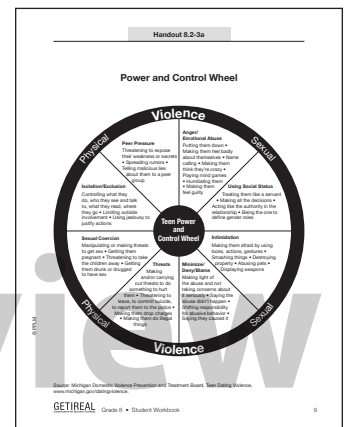 Handout 8.2-3a
Power and Control Wheel
Violence
Physical
Sexual
Peer Pressure
Threatening to expose
their weakness or secrets
• Spreading rumors •
Telling malicious lies
about them to a peer
group
Anger/
Emotional Abuse
Putting them down •
Making them feel badly
about themselves • Name
calling • Making them
think they're crazy •
Playing mind games
• Humiliating them
• Making them
feel guilty
Isolation/Exclusion
Controlling what they
do, who they see and talk
to, what they read, where
they go • Limiting outside
involvement • Using jealousy to
justify actions
Using Social Status
Treating them like a servant
• Making all the decisions •
Acting like the authority in the
relationship • Being the one to
define gender roles
Teen Power
and
Control Wheel
Sexual Coercion
Manipulating or making threats
to get sex • Getting them
pregnant • Threatening to take
the children away • Getting
them drunk or drugged
to have sex
Intimidation
Making them afraid by using
looks, actions, gestures •
Smashing things • Destroying
property • Abusing pets •
Displaying weapons
Threats
Making
and/or carrying
out threats to do
something to hurt
them • Threatening to
leave, to commit suicide,
to report them to the police •
Making them drop charges
• Making them do illegal
things
Minimize/
Deny/Blame
Making light of
the abuse and not
taking concerns about
it seriously • Saying the
abuse didn't happen •
Shifting responsibility
for abusive behavior •
Saying they caused it
Physical
Sexual
Violence
view
© PPLM
Source: Michigan Domestic Violence Prevention and Treatment Board, Teen Dating Violence,
www.michigan.gov/datingviolence.
GET REAL Grade 8 • Student Workbook 9